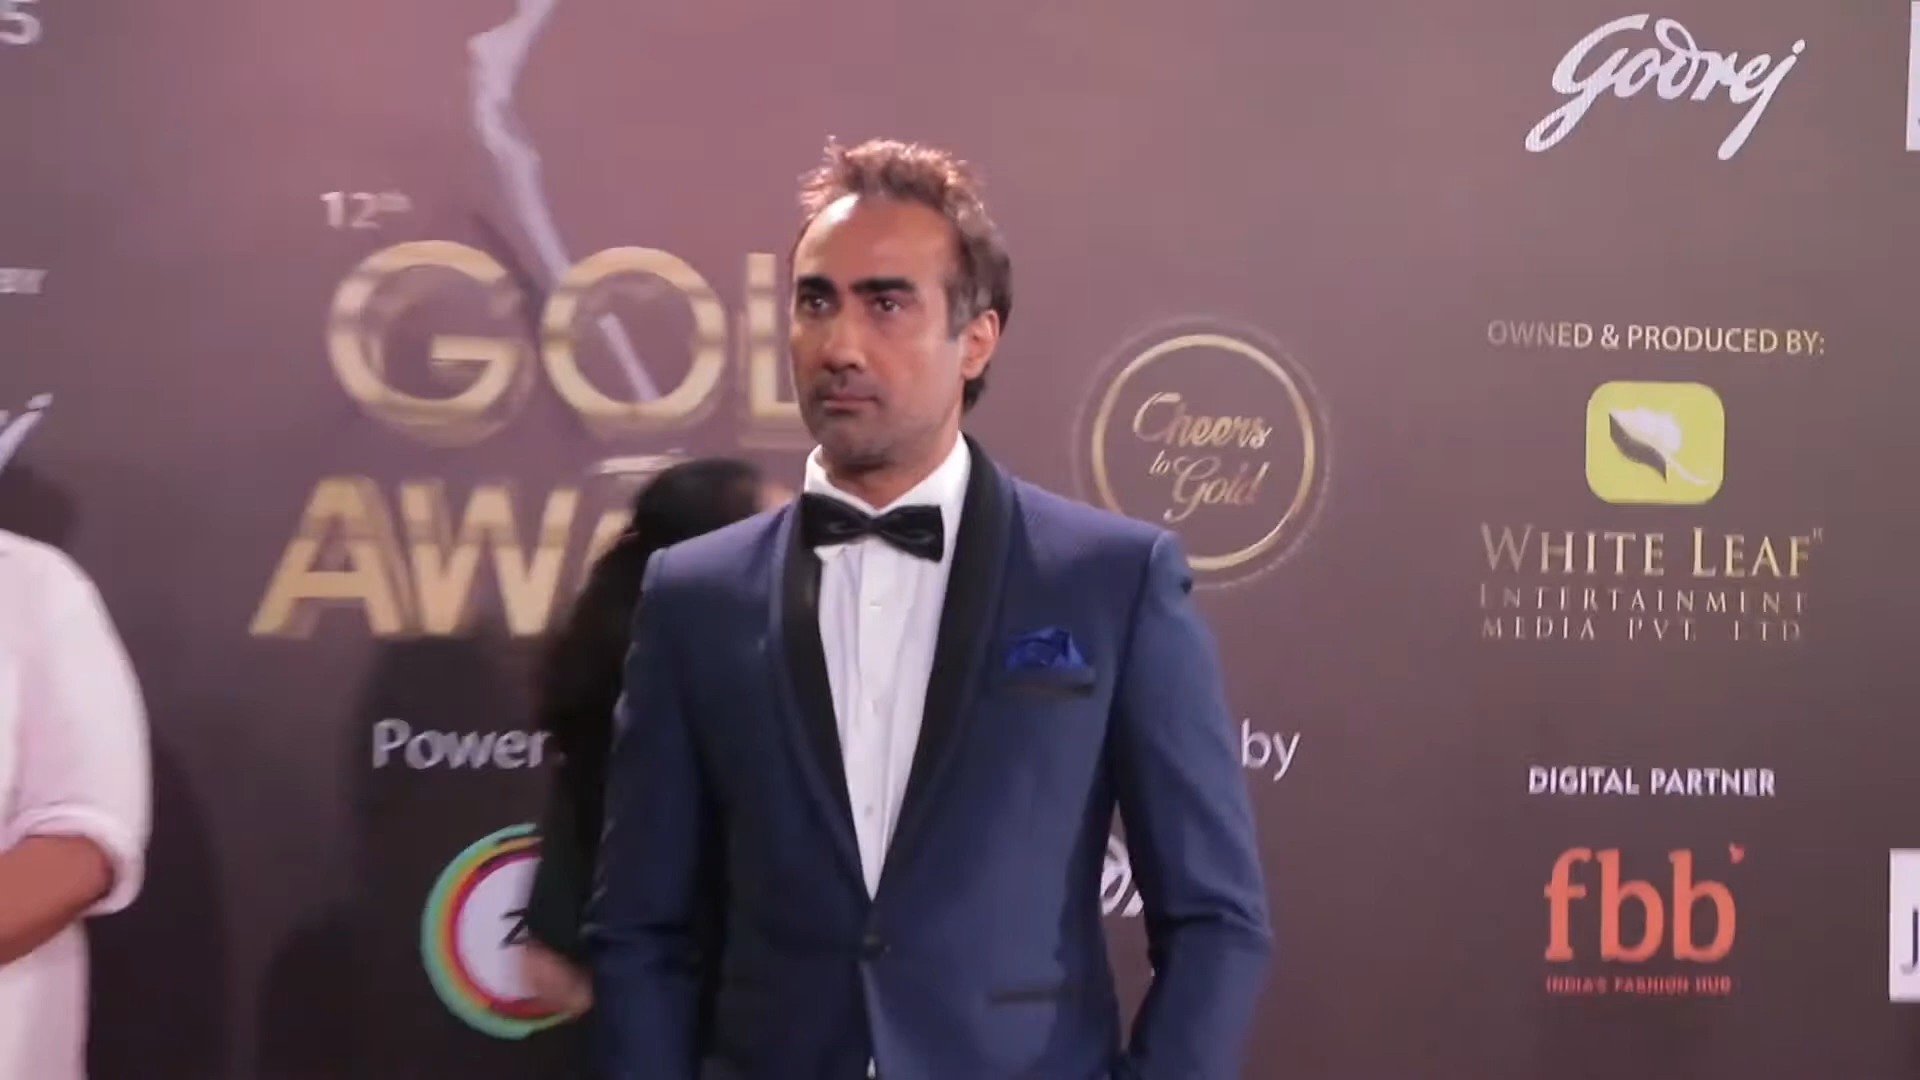 5
Godrej
12th
GOL
AWA
Cheers
to
Gold
OWNED & PRODUCED BY:
WHITE LEAF
ENTERTAINMENT
MEDIA PVT. LTD.
Power
by
DIGITAL PARTNER
Z
fbb
INDIA'S FASHION HUB
J